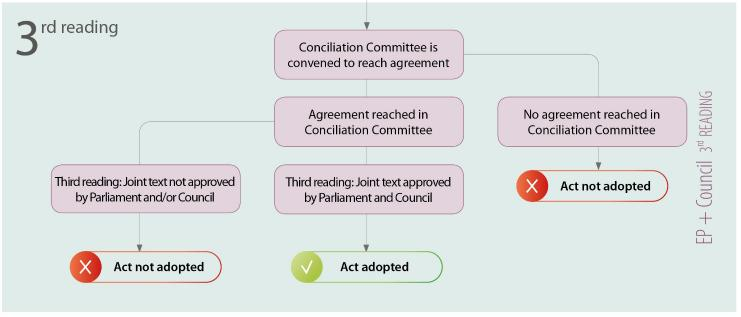 3rd reading
Conciliation Committee is
convened to reach agreement
Agreement reached in
Conciliation Committee
No agreement reached in
Conciliation Committee
Third reading: Joint text not approved
by Parliament and/or Council
Third reading: Joint text approved
by Parliament and Council
Act not adopted
Act not adopted
Act adopted
EP + Council 3rd READING